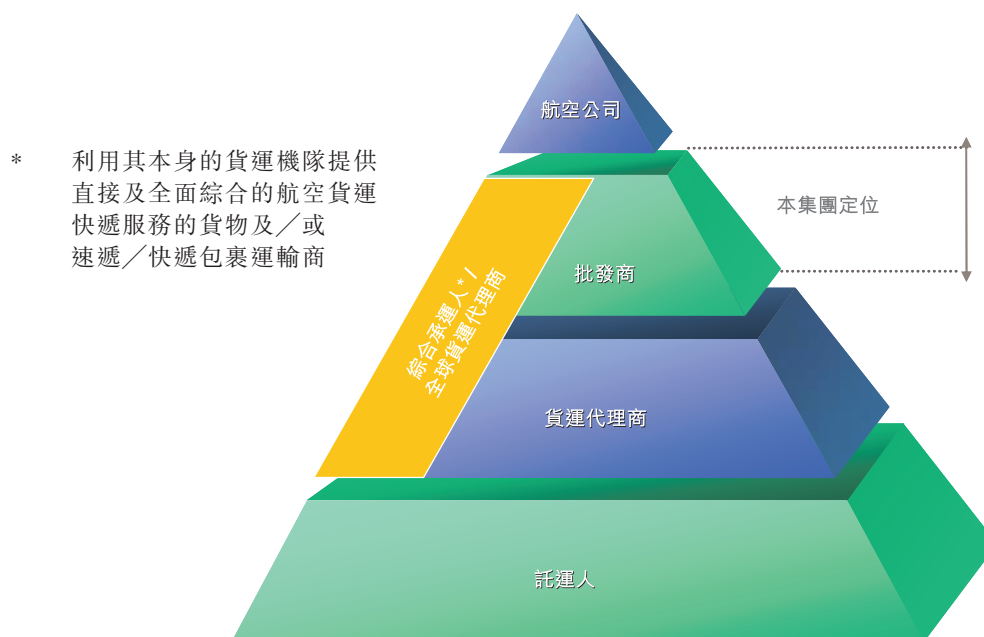 航空公司
* 利用其本身的貨運機隊提供
直接及全面綜合的航空貨運
快遞服務的貨物及／或
速遞／快遞包裹運輸商
本集團定位
批發商
綜合承運人* /
全球貨運代理商
貨運代理商
託運人